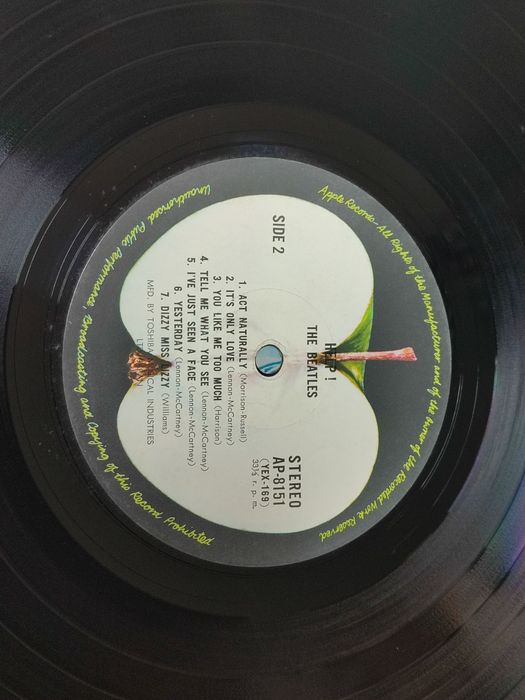 Apple Records-All Rights of the Manufacturer and of the Owner of the Recorded Work Reserved
HELP!
THE BEATLES
SIDE 2
STEREO
AP-8151
(YEX-169)
33⅓ r. p. m.
1. ACT NATURALLY (Morrison-Russell)
2. IT'S ONLY LOVE (Lennon-McCartney)
3. YOU LIKE ME TOO MUCH (Harrison)
4. TELL ME WHAT YOU SEE (Lennon-McCartney)
5. I'VE JUST SEEN A FACE (Lennon-McCartney)
6. YESTERDAY (Lennon-McCartney)
7. DIZZY MISS LIZZY (Williams)
MFD. BY TOSHIBA MUSICAL INDUSTRIES
Unauthorised Public Performance, Broadcasting and Copying of this Record Prohibited